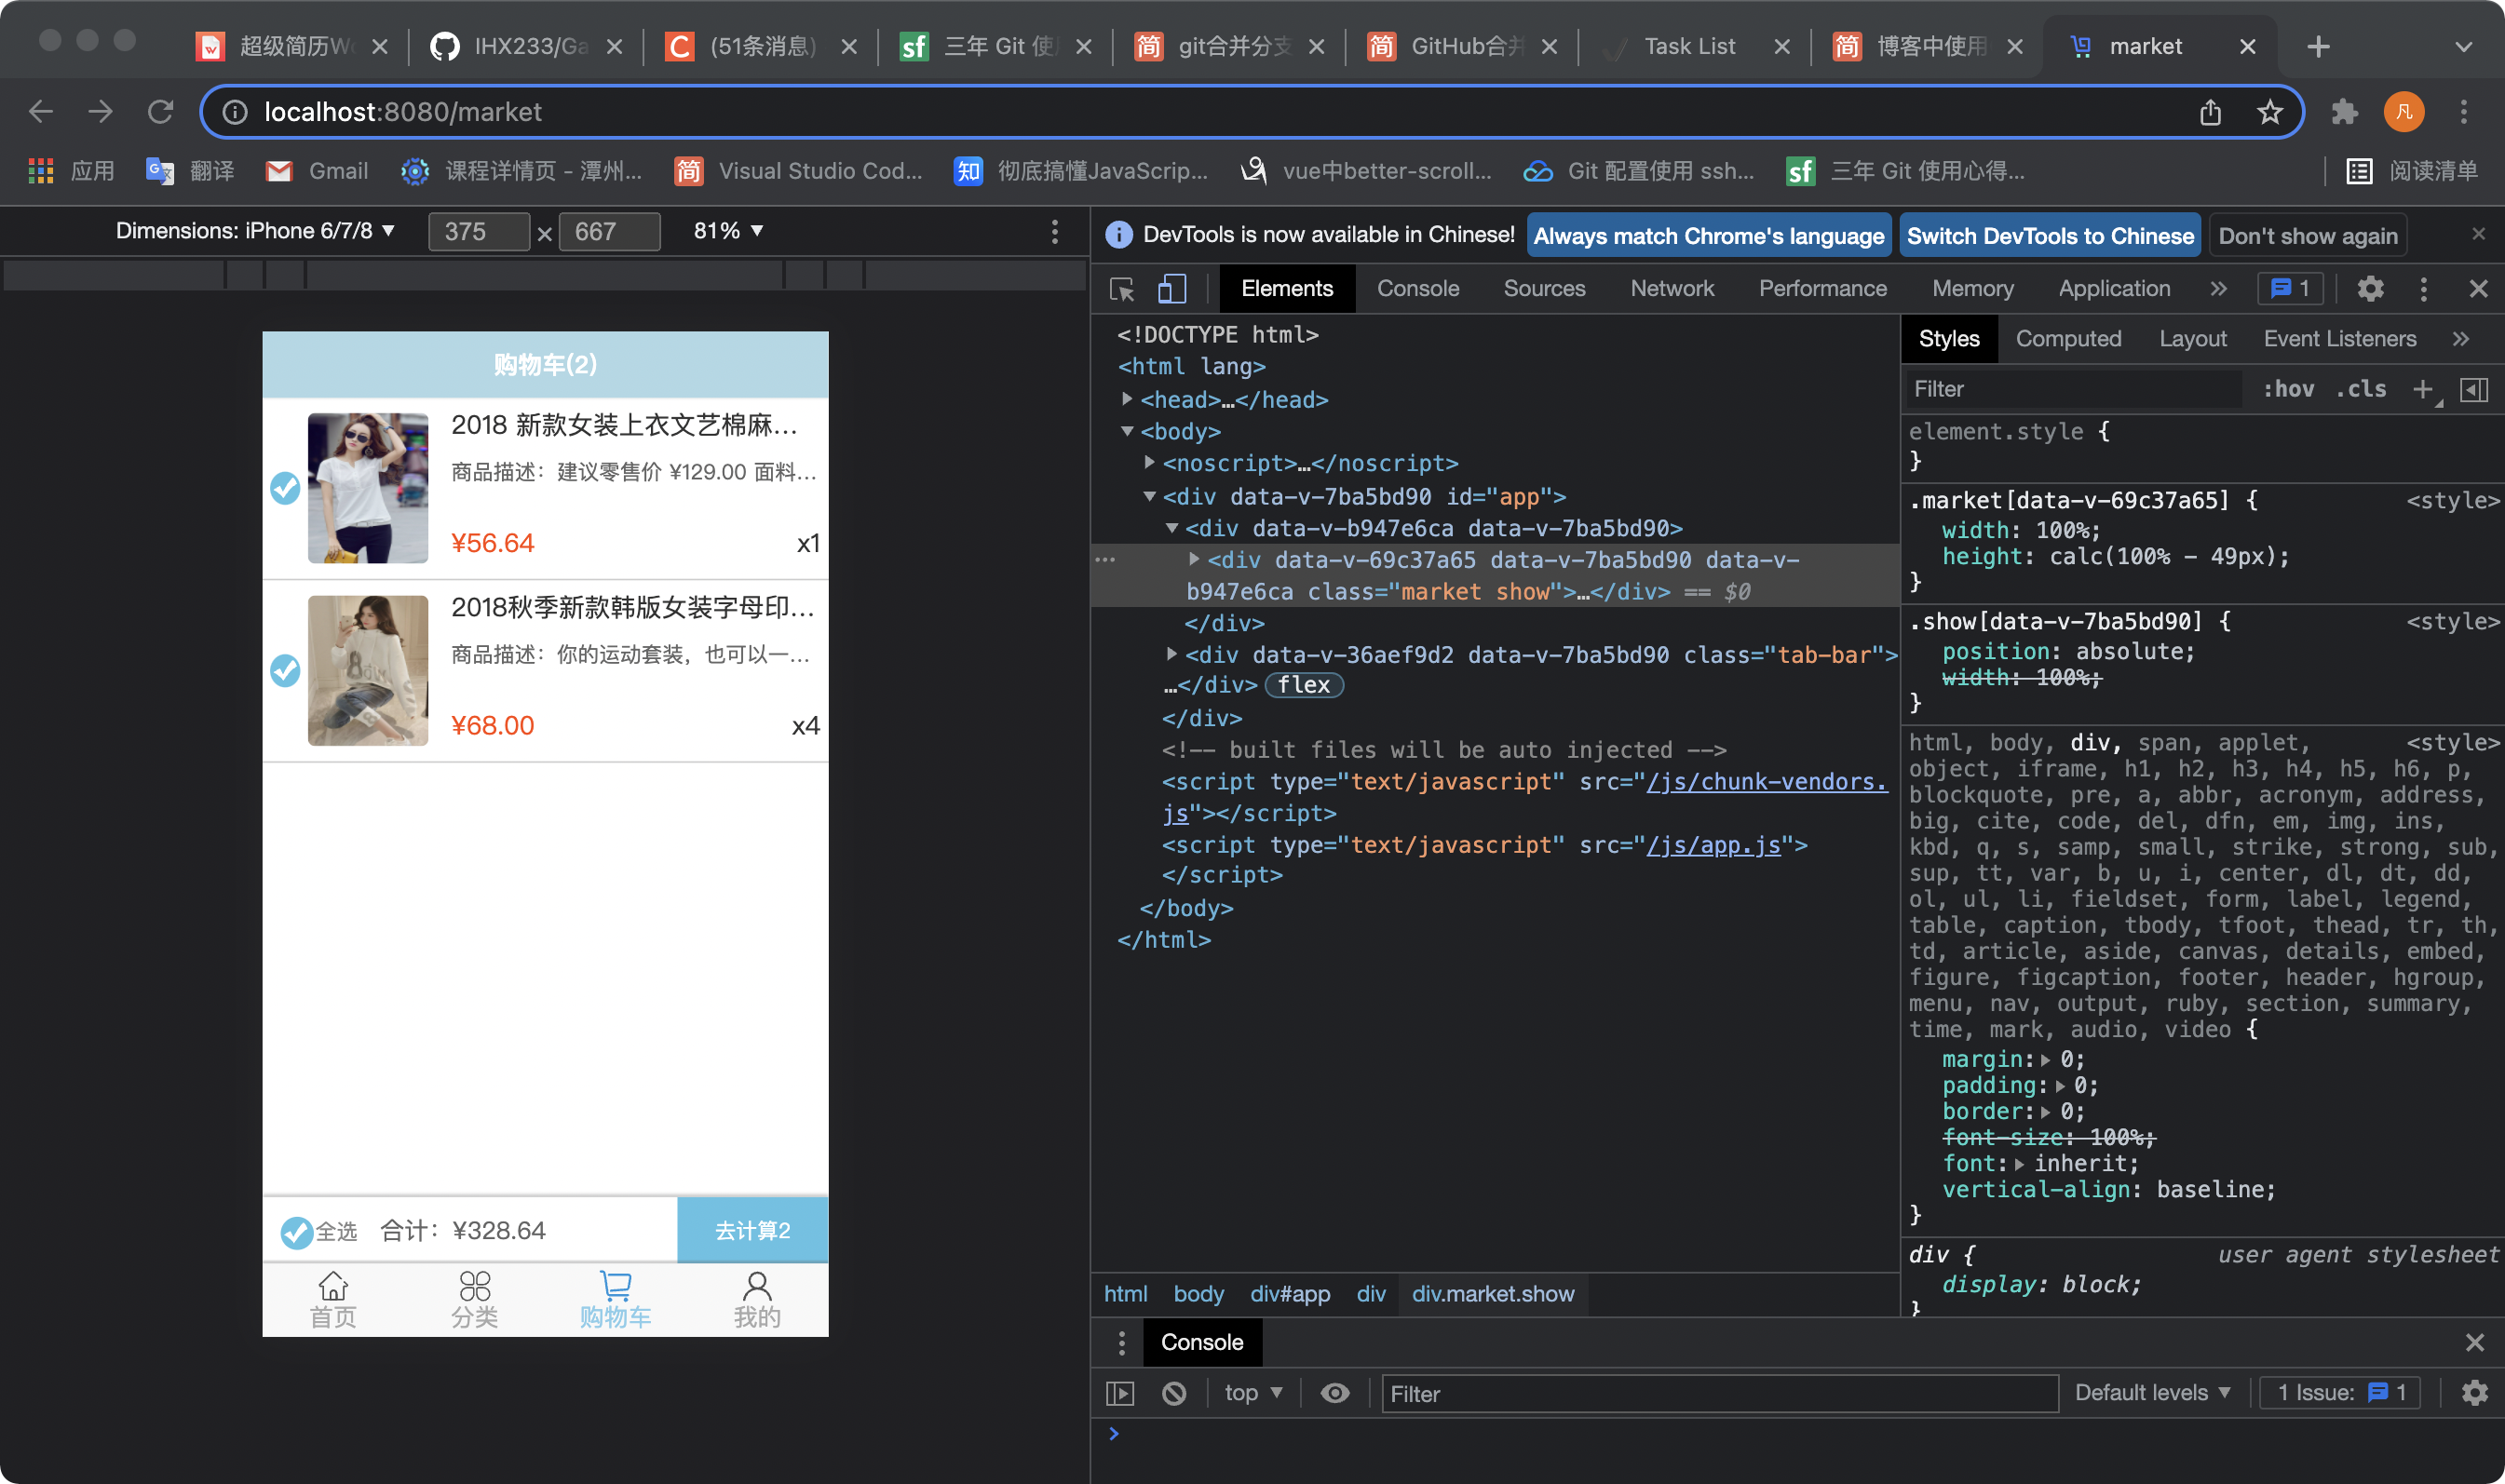 超级简历Wo
IHX233/Ga
(51条消息)
三年 Git 使用
git合并分支
GitHub合并
Task List
博客中使用
market
localhost:8080/market
凡
应用
翻译
Gmail
课程详情页 - 潭州...
Visual Studio Cod...
彻底搞懂JavaScrip...
vue中better-scroll...
Git 配置使用 ssh...
三年 Git 使用心得...
阅读清单
Dimensions: iPhone 6/7/8 ▼ 375 × 667 81% ▼
DevTools is now available in Chinese! Always match Chrome's language Switch DevTools to Chinese Don't show again
Elements Console Sources Network Performance Memory Application » 1
购物车(2)
2018 新款女装上衣文艺棉麻...
商品描述：建议零售价 ¥129.00 面料...
¥56.64 x1
2018秋季新款韩版女装字母印...
商品描述：你的运动套装，也可以一...
¥68.00 x4
全选 合计：¥328.64 去计算2
首页 分类 购物车 我的
<!DOCTYPE html>
<html lang>
<head>…</head>
<body>
<noscript>…</noscript>
<div data-v-7ba5bd90 id="app">
<div data-v-b947e6ca data-v-7ba5bd90>
<div data-v-69c37a65 data-v-7ba5bd90 data-v-
b947e6ca class="market show">…</div> == $0
</div>
<div data-v-36aef9d2 data-v-7ba5bd90 class="tab-bar">
…</div> flex
</div>
<!-- built files will be auto injected -->
<script type="text/javascript" src="/js/chunk-vendors.
js"></script>
<script type="text/javascript" src="/js/app.js">
</script>
</body>
</html>
html body div#app div div.market.show
Styles Computed Layout Event Listeners »
Filter :hov .cls +
element.style {
}
.market[data-v-69c37a65] { <style>
width: 100%;
height: calc(100% - 49px);
}
.show[data-v-7ba5bd90] { <style>
position: absolute;
width: 100%;
}
html, body, div, span, applet, <style>
object, iframe, h1, h2, h3, h4, h5, h6, p,
blockquote, pre, a, abbr, acronym, address,
big, cite, code, del, dfn, em, img, ins,
kbd, q, s, samp, small, strike, strong, sub,
sup, tt, var, b, u, i, center, dl, dt, dd,
ol, ul, li, fieldset, form, label, legend,
table, caption, tbody, tfoot, thead, tr, th,
td, article, aside, canvas, details, embed,
figure, figcaption, footer, header, hgroup,
menu, nav, output, ruby, section, summary,
time, mark, audio, video {
margin: 0;
padding: 0;
border: 0;
font-size: 100%;
font: inherit;
vertical-align: baseline;
}
div { user agent stylesheet
display: block;
}
Console
top ▼ Filter Default levels ▼ 1 Issue: 1